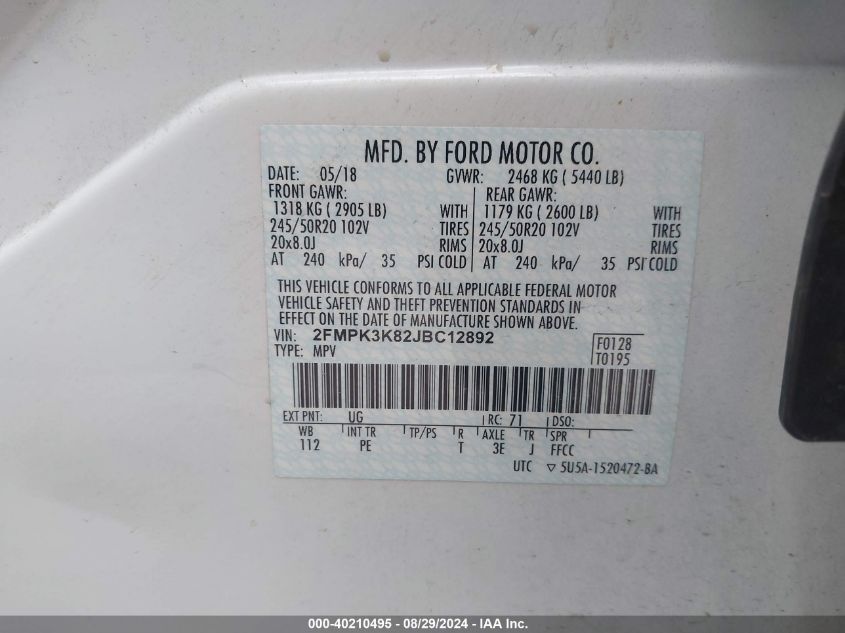 MFD. BY FORD MOTOR CO.
DATE: 05/18 GVWR: 2468 KG ( 5440 LB)
FRONT GAWR: REAR GAWR:
1318 KG ( 2905 LB) WITH 1179 KG ( 2600 LB) WITH
245/50R20 102V TIRES 245/50R20 102V TIRES
20x8.0J RIMS 20x8.0J RIMS
AT 240 kPa/ 35 PSI COLD AT 240 kPa/ 35 PSI COLD
THIS VEHICLE CONFORMS TO ALL APPLICABLE FEDERAL MOTOR
VEHICLE SAFETY AND THEFT PREVENTION STANDARDS IN
EFFECT ON THE DATE OF MANUFACTURE SHOWN ABOVE.
VIN: 2FMPK3K82JBC12892
TYPE: MPV
F0128
T0195
EXT PNT: UG RC: 71 DSO:
WB INT TR TP/PS R AXLE TR SPR
112 PE T 3E J FFCC
UTC ▽ 5U5A-1520472-BA
000-40210495 - 08/29/2024 - IAA Inc.